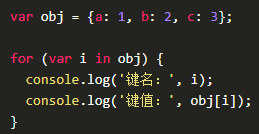 var obj = {a: 1, b: 2, c: 3};
for (var i in obj) {
  console.log('键名：', i);
  console.log('键值：', obj[i]);
}